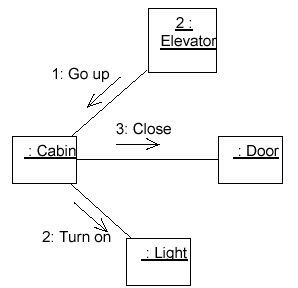 2 :
Elevator
1: Go up
3: Close
: Cabin
: Door
2: Turn on
: Light